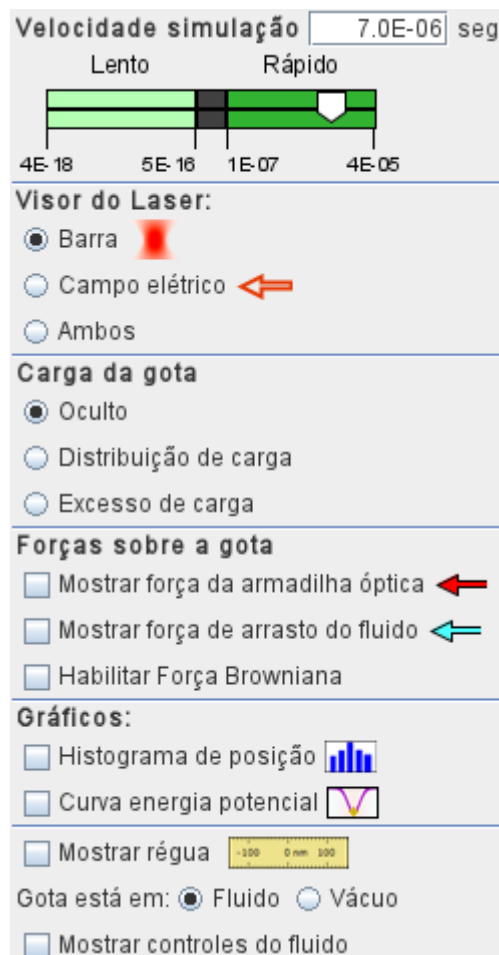 Velocidade simulação 7.0E-06 seg
Lento Rápido
4E-18 5E-16 1E-07 4E-05
Visor do Laser:
Barra
Campo elétrico
Ambos
Carga da gota
Oculto
Distribuição de carga
Excesso de carga
Forças sobre a gota
Mostrar força da armadilha óptica
Mostrar força de arrasto do fluido
Habilitar Força Browniana
Gráficos:
Histograma de posição
Curva energia potencial
Mostrar régua -100 0 nm 100
Gota está em: Fluido Vácuo
Mostrar controles do fluido